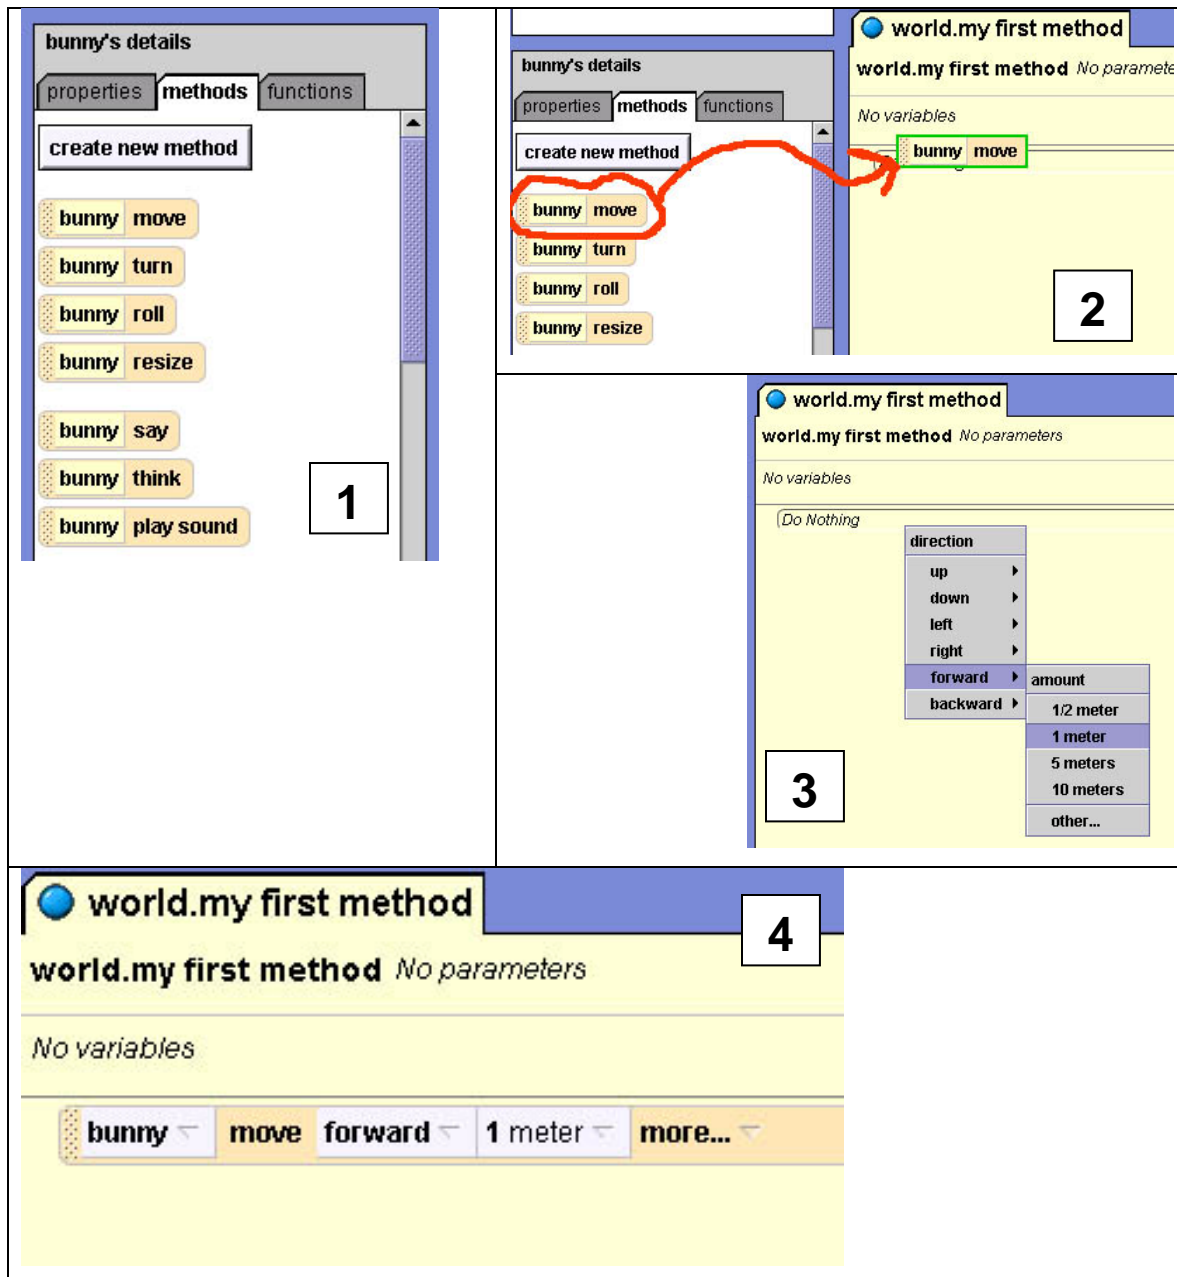 bunny's details
properties methods functions
create new method
bunny move
bunny turn
bunny roll
bunny resize
bunny say
bunny think
bunny play sound
1
bunny's details
properties methods functions
create new method
bunny move
bunny turn
bunny roll
bunny resize
world.my first method
world.my first method No paramete
No variables
bunny move
2
world.my first method
world.my first method No parameters
No variables
Do Nothing
direction
up
down
left
right
forward
backward
amount
1/2 meter
1 meter
5 meters
10 meters
other...
3
world.my first method
4
world.my first method No parameters
No variables
bunny move forward 1 meter more...